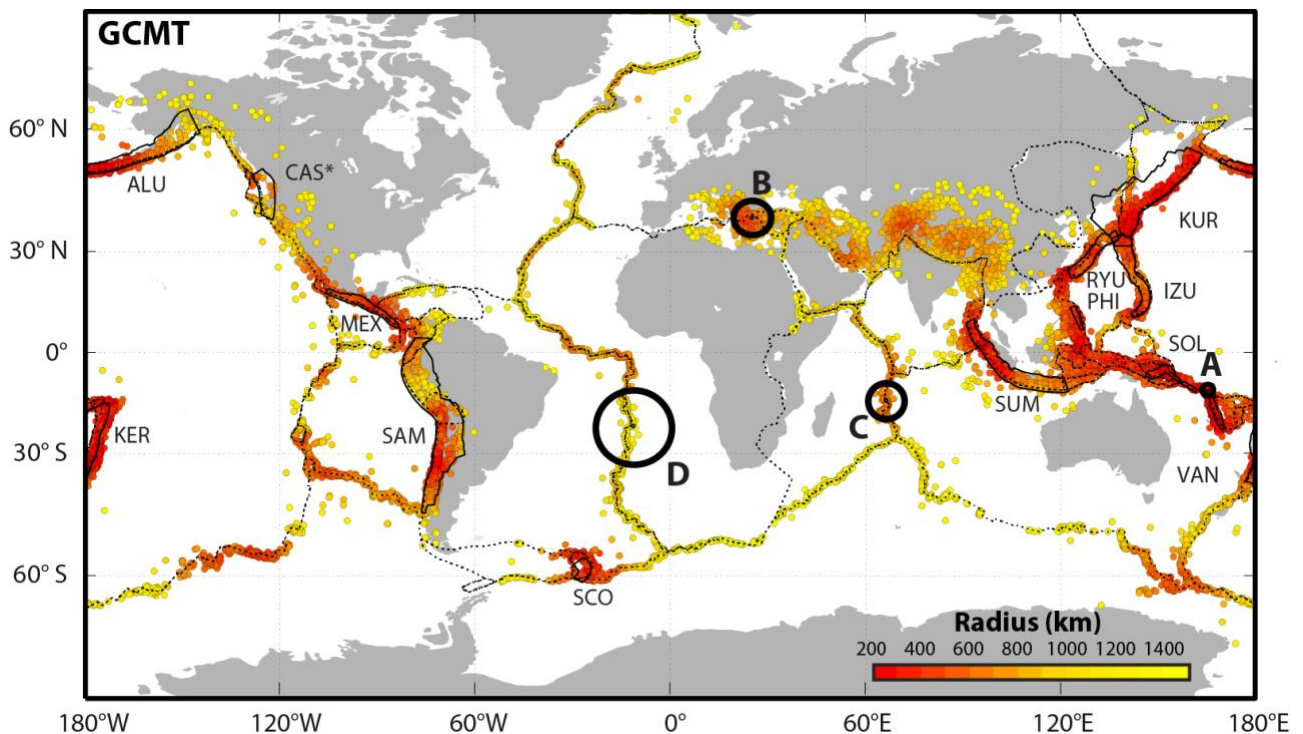 GCMT
60° N
30° N
0°
30° S
60° S
ALU
CAS*
MEX
KER
SAM
SCO
B
C
D
KUR
RYU
PHI
IZU
SOL
A
SUM
VAN
Radius (km)
200 400 600 800 1000 1200 1400
180°W 120°W 60°W 0° 60°E 120°E 180°E